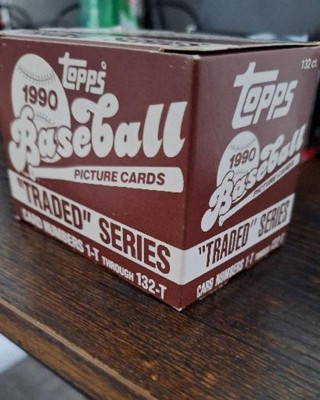 Topps®
1990
Baseball
PICTURE CARDS
"TRADED" SERIES
CARD NUMBERS 1-T THROUGH 132-T
132 ct.
Topps
1990
Baseball
PICTURE CARDS
"TRADED" SERIES
CARD NUMBERS 1-T